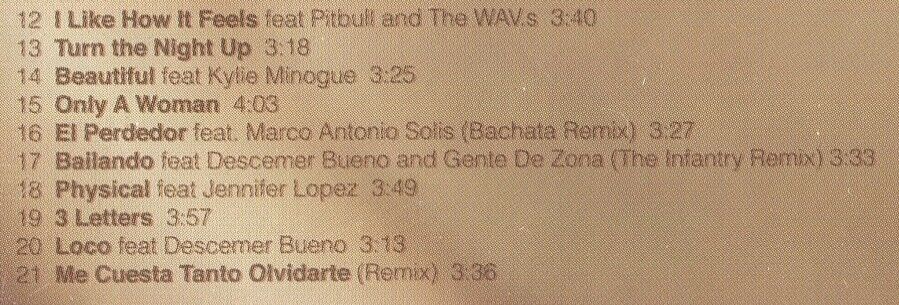 12 I Like How It Feels feat Pitbull and The WAV.s 3:40
13 Turn the Night Up 3:18
14 Beautiful feat Kylie Minogue 3:25
15 Only A Woman 4:03
16 El Perdedor feat. Marco Antonio Solis (Bachata Remix) 3:27
17 Bailando feat Descemer Bueno and Gente De Zona (The Infantry Remix) 3:33
18 Physical feat Jennifer Lopez 3:49
19 3 Letters 3:57
20 Loco feat Descemer Bueno 3:13
21 Me Cuesta Tanto Olvidarte (Remix) 3:36